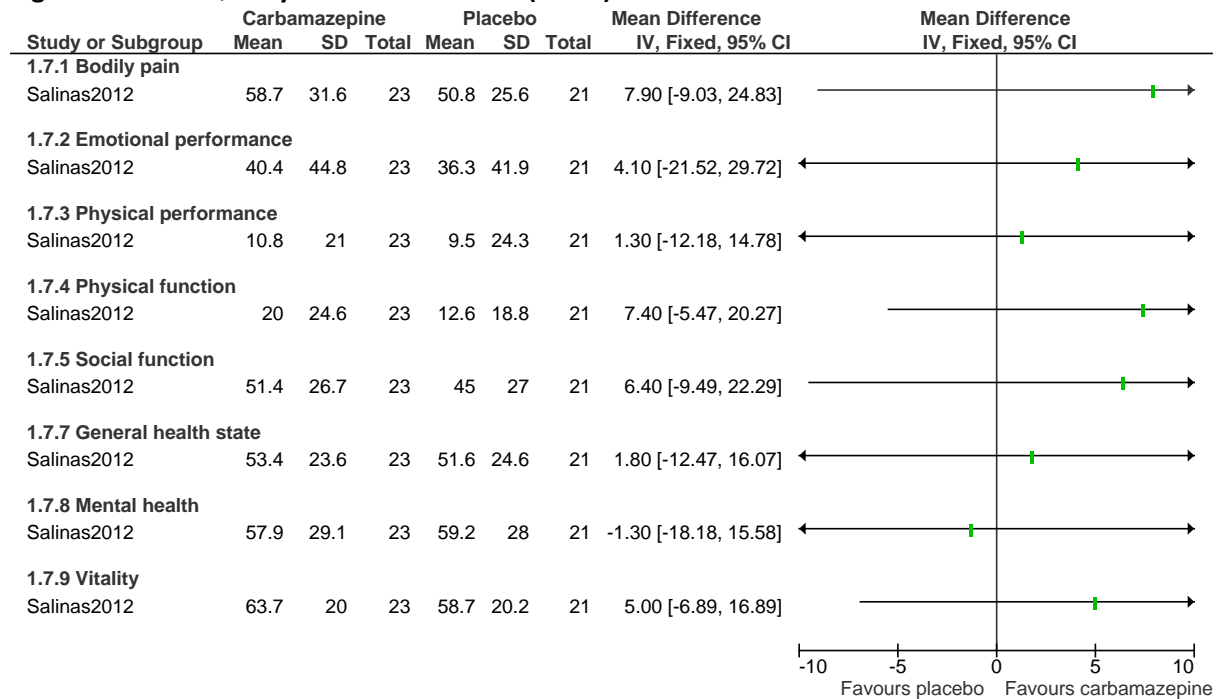 Carbamazepine Placebo Mean Difference Mean Difference
Study or Subgroup Mean SD Total Mean SD Total IV, Fixed, 95% CI IV, Fixed, 95% CI
1.7.1 Bodily pain
Salinas2012 58.7 31.6 23 50.8 25.6 21 7.90 [-9.03, 24.83]
1.7.2 Emotional performance
Salinas2012 40.4 44.8 23 36.3 41.9 21 4.10 [-21.52, 29.72]
1.7.3 Physical performance
Salinas2012 10.8 21 23 9.5 24.3 21 1.30 [-12.18, 14.78]
1.7.4 Physical function
Salinas2012 20 24.6 23 12.6 18.8 21 7.40 [-5.47, 20.27]
1.7.5 Social function
Salinas2012 51.4 26.7 23 45 27 21 6.40 [-9.49, 22.29]
1.7.7 General health state
Salinas2012 53.4 23.6 23 51.6 24.6 21 1.80 [-12.47, 16.07]
1.7.8 Mental health
Salinas2012 57.9 29.1 23 59.2 28 21 -1.30 [-18.18, 15.58]
1.7.9 Vitality
Salinas2012 63.7 20 23 58.7 20.2 21 5.00 [-6.89, 16.89]
-10 -5 0 5 10
Favours placebo Favours carbamazepine